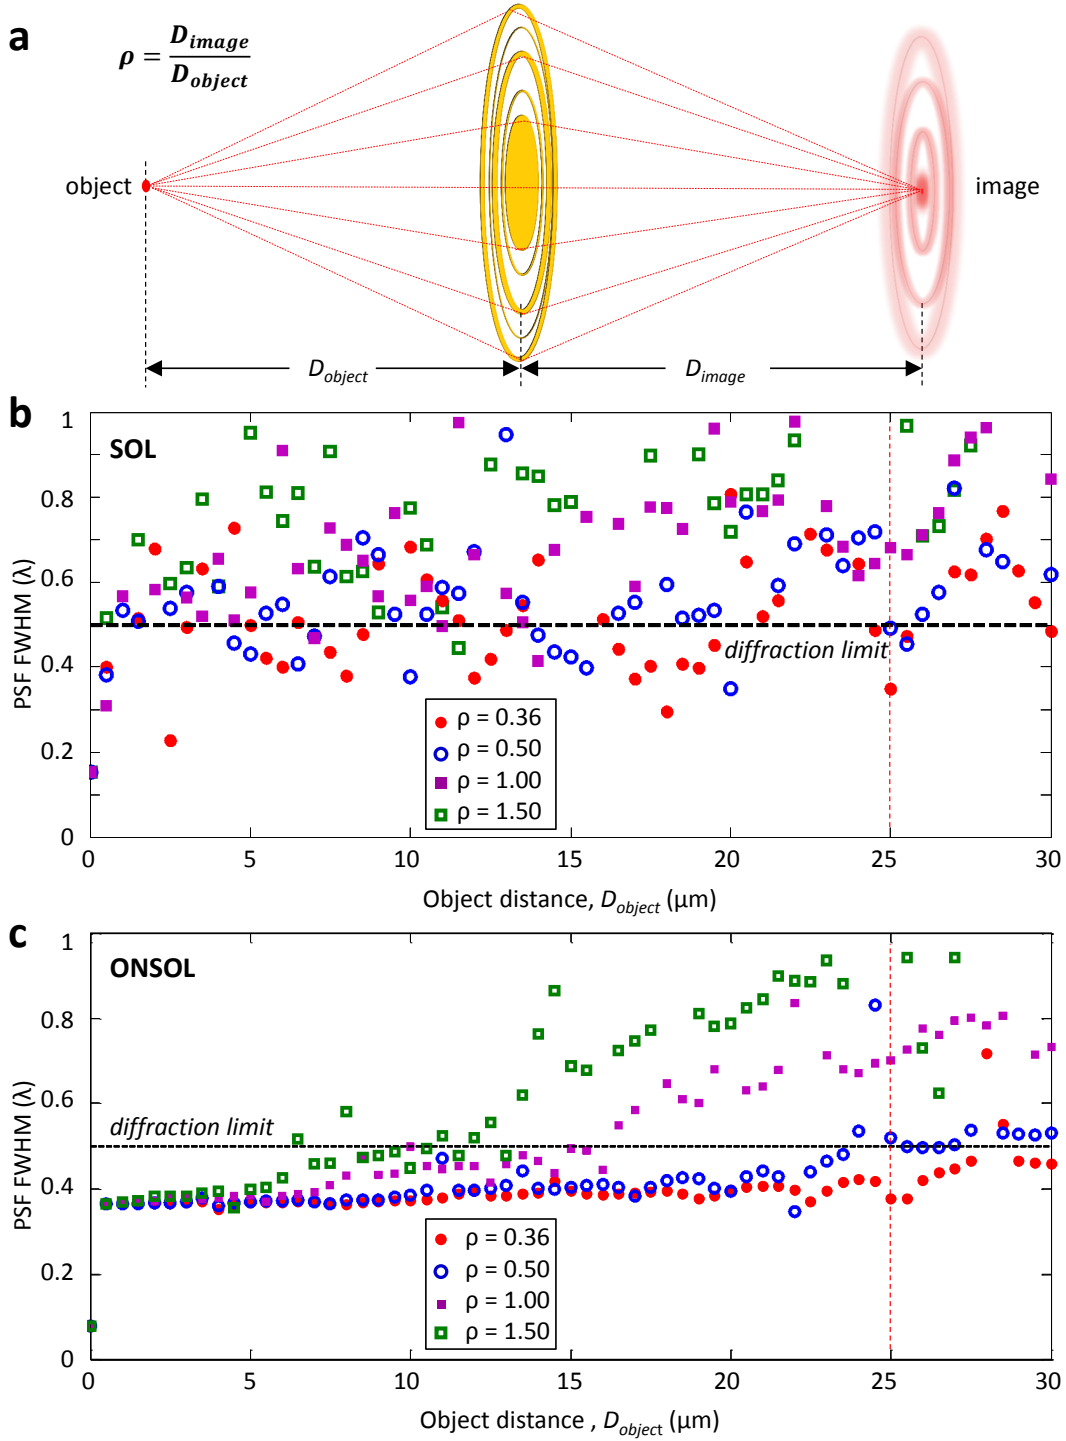 a
ρ = D_image / D_object
object
image
D_object
D_image
b
SOL
PSF FWHM (λ)
1
0.8
0.6
0.4
0.2
0
diffraction limit
ρ = 0.36
ρ = 0.50
ρ = 1.00
ρ = 1.50
0 5 10 15 20 25 30
Object distance, D_object (μm)
c
ONSOL
PSF FWHM (λ)
1
0.8
0.6
0.4
0.2
0
diffraction limit
ρ = 0.36
ρ = 0.50
ρ = 1.00
ρ = 1.50
0 5 10 15 20 25 30
Object distance , D_object (μm)